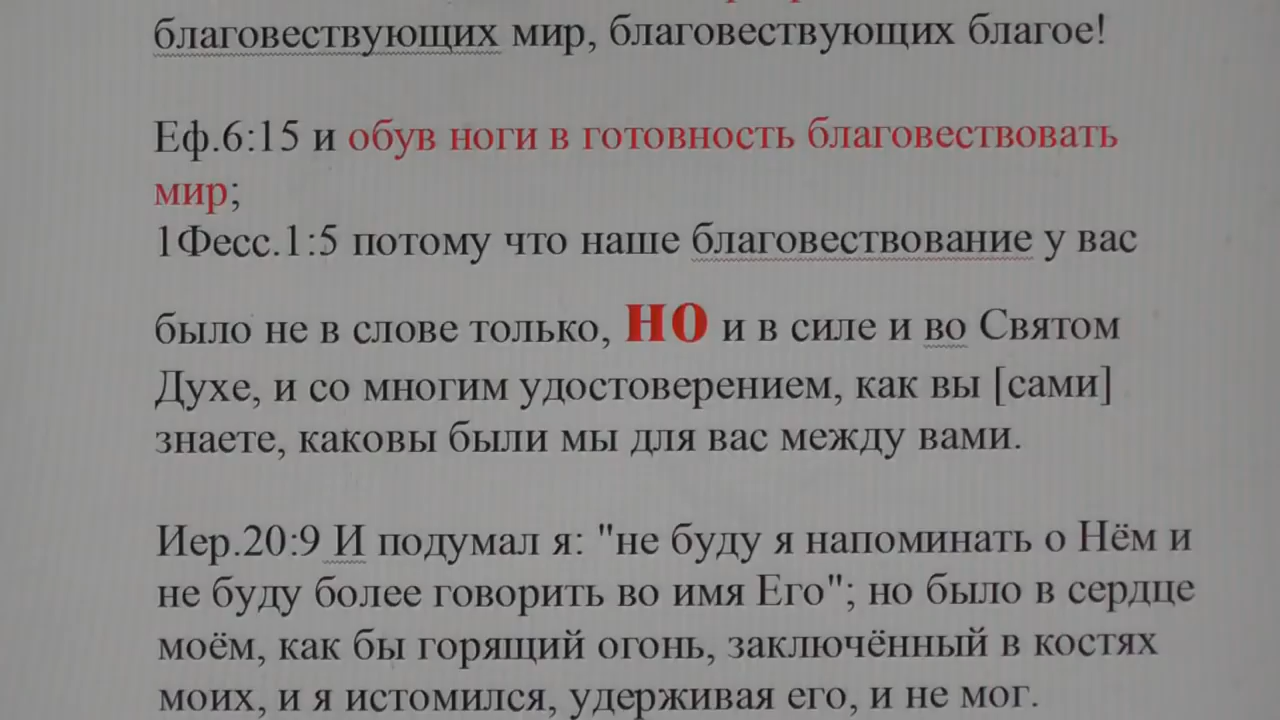 благовествующих мир, благовествующих благое!
Еф.6:15 и обув ноги в готовность благовествовать
мир;
1Фесс.1:5 потому что наше благовествование у вас
было не в слове только, но и в силе и во Святом
Духе, и со многим удостоверением, как вы [сами]
знаете, каковы были мы для вас между вами.
Иер.20:9 И подумал я: "не буду я напоминать о Нём и
не буду более говорить во имя Его"; но было в сердце
моём, как бы горящий огонь, заключённый в костях
моих, и я истомился, удерживая его, и не мог.